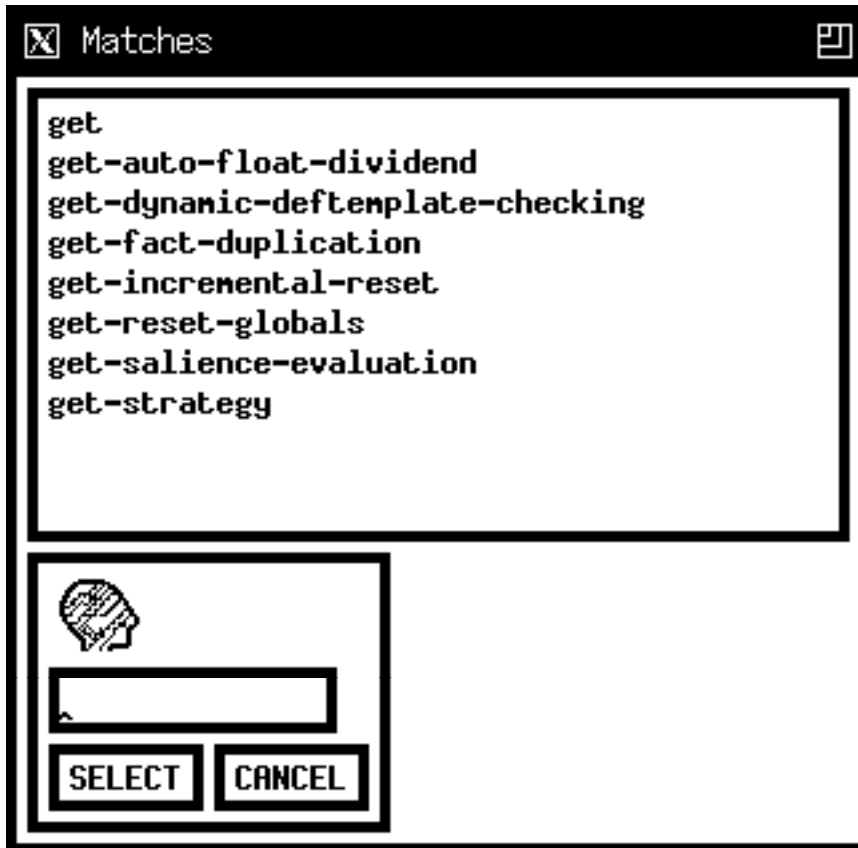 Matches
get
get-auto-float-dividend
get-dynamic-deftemplate-checking
get-fact-duplication
get-incremental-reset
get-reset-globals
get-salience-evaluation
get-strategy
SELECT CANCEL